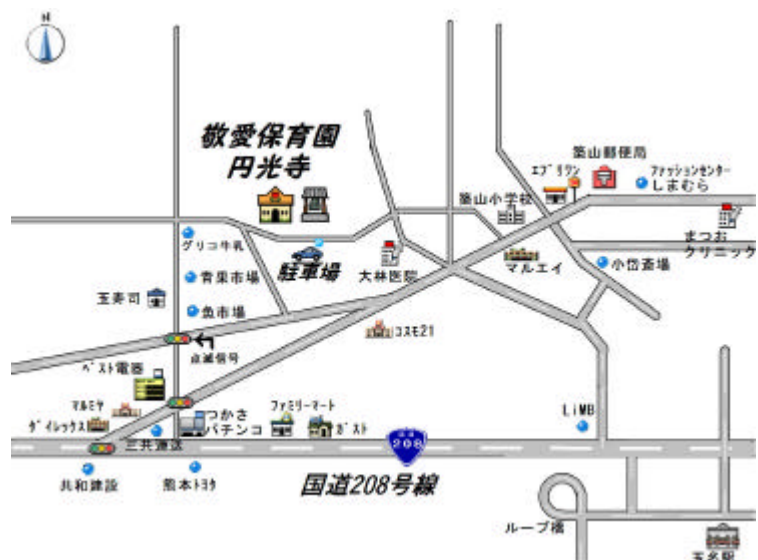 N
敬愛保育園
円光寺
築山郵便局
エブリワン
ファッションセンター
しまむら
築山小学校
グリコ牛乳
駐車場
大林医院
マルエイ
まつお
クリニック
小岱斎場
青果市場
玉寿司
魚市場
コスモ21
点滅信号
ベスト電器
マルミヤ
ダイレックス
つかさ
パチンコ
ファミリーマート
ガスト
LiMB
三共運送
208
共和建設
熊本トヨタ
国道208号線
ループ橋
玉名駅